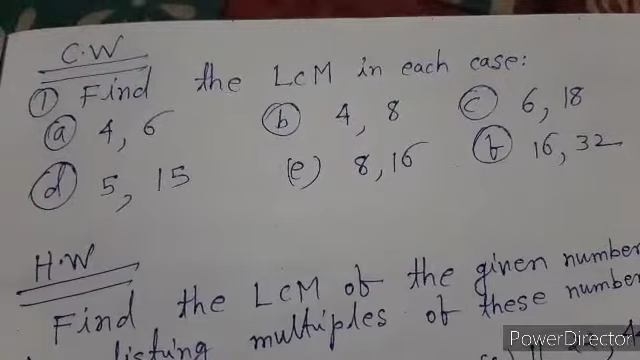 C.W
① Find the LCM in each case:
ⓐ 4, 6 ⓑ 4, 8 ⓒ 6, 18
ⓓ 5, 15 (e) 8, 16 ⓕ 16, 32
H.W
Find the LCM of the given number
listing multiples of these number
PowerDirector